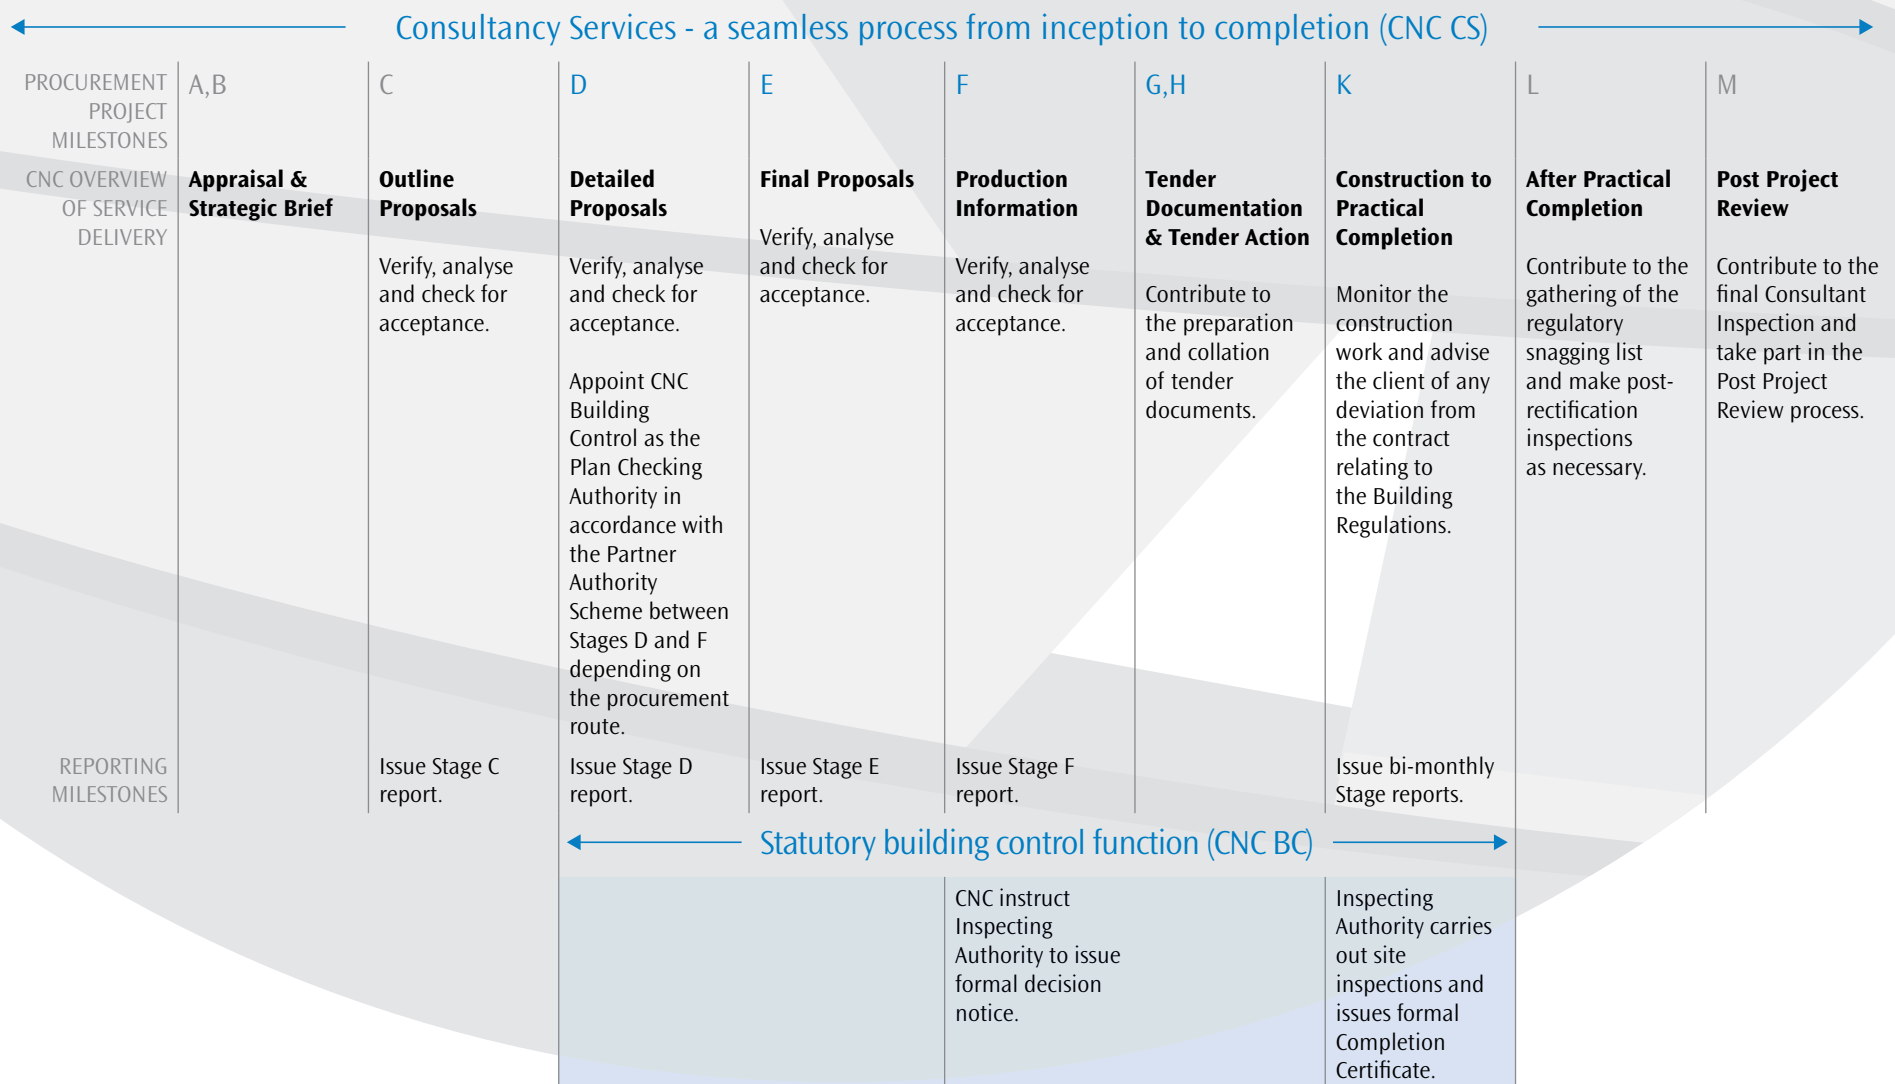 Consultancy Services - a seamless process from inception to completion (CNC CS)
PROCUREMENT
PROJECT
MILESTONES
A,B
C
D
E
F
G,H
K
L
M
CNC OVERVIEW
OF SERVICE
DELIVERY
Appraisal &
Strategic Brief
Outline
Proposals
Verify, analyse
and check for
acceptance.
Detailed
Proposals
Verify, analyse
and check for
acceptance.
Appoint CNC
Building
Control as the
Plan Checking
Authority in
accordance with
the Partner
Authority
Scheme between
Stages D and F
depending on
the procurement
route.
Final Proposals
Verify, analyse
and check for
acceptance.
Production
Information
Verify, analyse
and check for
acceptance.
Tender
Documentation
& Tender Action
Contribute to
the preparation
and collation
of tender
documents.
Construction to
Practical
Completion
Monitor the
construction
work and advise
the client of any
deviation from
the contract
relating to
the Building
Regulations.
After Practical
Completion
Contribute to the
gathering of the
regulatory
snagging list
and make post-
rectification
inspections
as necessary.
Post Project
Review
Contribute to the
final Consultant
Inspection and
take part in the
Post Project
Review process.
REPORTING
MILESTONES
Issue Stage C
report.
Issue Stage D
report.
Issue Stage E
report.
Issue Stage F
report.
Issue bi-monthly
Stage reports.
Statutory building control function (CNC BC)
CNC instruct
Inspecting
Authority to issue
formal decision
notice.
Inspecting
Authority carries
out site
inspections and
issues formal
Completion
Certificate.